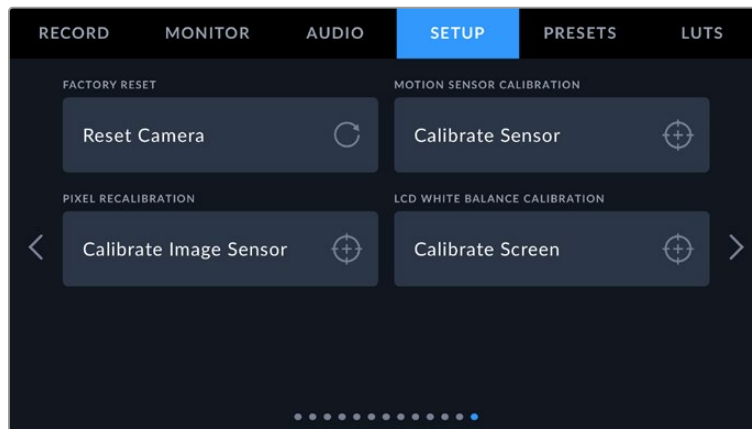 RECORD MONITOR AUDIO SETUP PRESETS LUTS
FACTORY RESET MOTION SENSOR CALIBRATION
Reset Camera Calibrate Sensor
PIXEL RECALIBRATION LCD WHITE BALANCE CALIBRATION
Calibrate Image Sensor Calibrate Screen